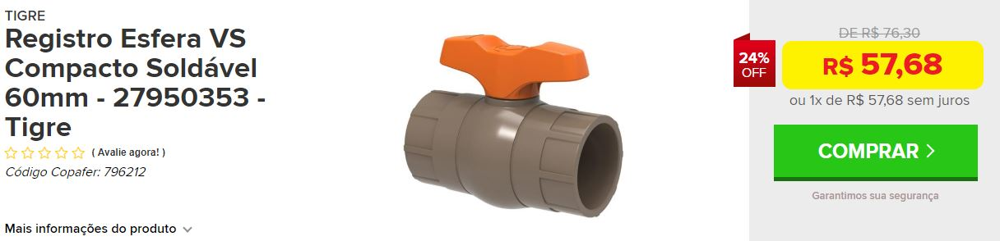 TIGRE
Registro Esfera VS
Compacto Soldável
60mm - 27950353 -
Tigre
( Avalie agora! )
Código Copafer: 796212
Mais informações do produto
24%
OFF
DE R$ 76,30
R$ 57,68
ou 1x de R$ 57,68 sem juros
COMPRAR
Garantimos sua segurança